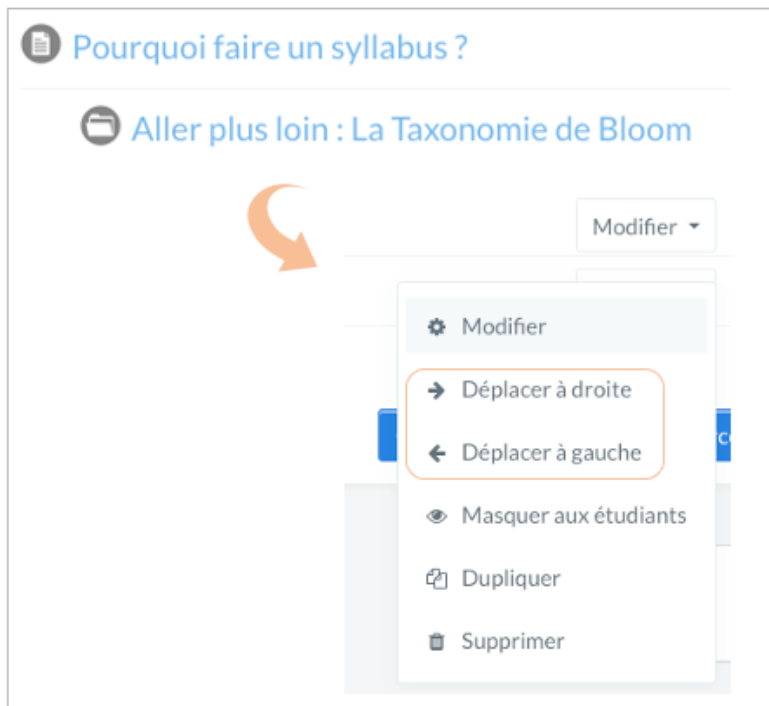 Pourquoi faire un syllabus ?
Aller plus loin : La Taxonomie de Bloom
Modifier
Modifier
Déplacer à droite
Déplacer à gauche
Masquer aux étudiants
Dupliquer
Supprimer